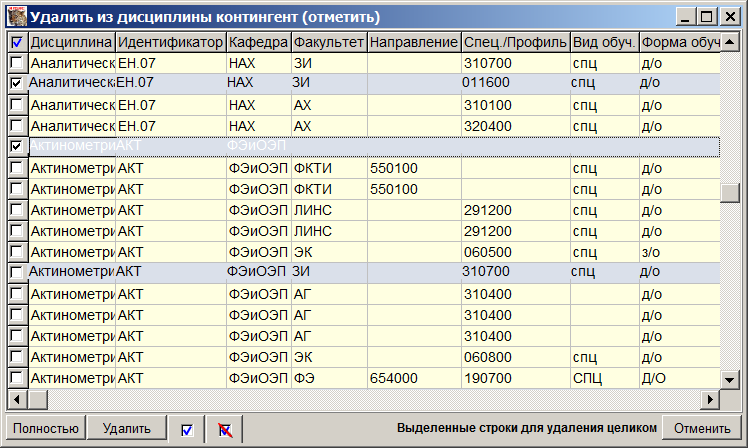 Удалить из дисциплины контингент (отметить)
Дисциплина Идентификатор Кафедра Факультет Направление Спец./Профиль Вид обуч. Форма обуч
Аналитическ ЕН.07 НАХ ЗИ 310700 спц д/о
Аналитическа ЕН.07 НАХ ЗИ 011600 спц д/о
Аналитическ ЕН.07 НАХ АХ 310100 спц д/о
Аналитическ ЕН.07 НАХ АХ 320400 спц д/о
Актинометри АКТ ФЭиОЭП
Актинометри АКТ ФЭиОЭП ФКТИ 550100 спц д/о
Актинометри АКТ ФЭиОЭП ФКТИ 550100 спц д/о
Актинометри АКТ ФЭиОЭП ЛИНС 291200 спц д/о
Актинометри АКТ ФЭиОЭП ЛИНС 291200 спц д/о
Актинометри АКТ ФЭиОЭП ЭК 060500 спц з/о
Актинометри АКТ ФЭиОЭП ЗИ 310700 спц д/о
Актинометри АКТ ФЭиОЭП АГ 310400 д/о
Актинометри АКТ ФЭиОЭП АГ 310400 д/о
Актинометри АКТ ФЭиОЭП АГ 310400 д/о
Актинометри АКТ ФЭиОЭП ЭК 060800 спц д/о
Актинометри АКТ ФЭиОЭП ФЭ 654000 190700 СПЦ Д/О
Полностью Удалить Выделенные строки для удаления целиком Отменить